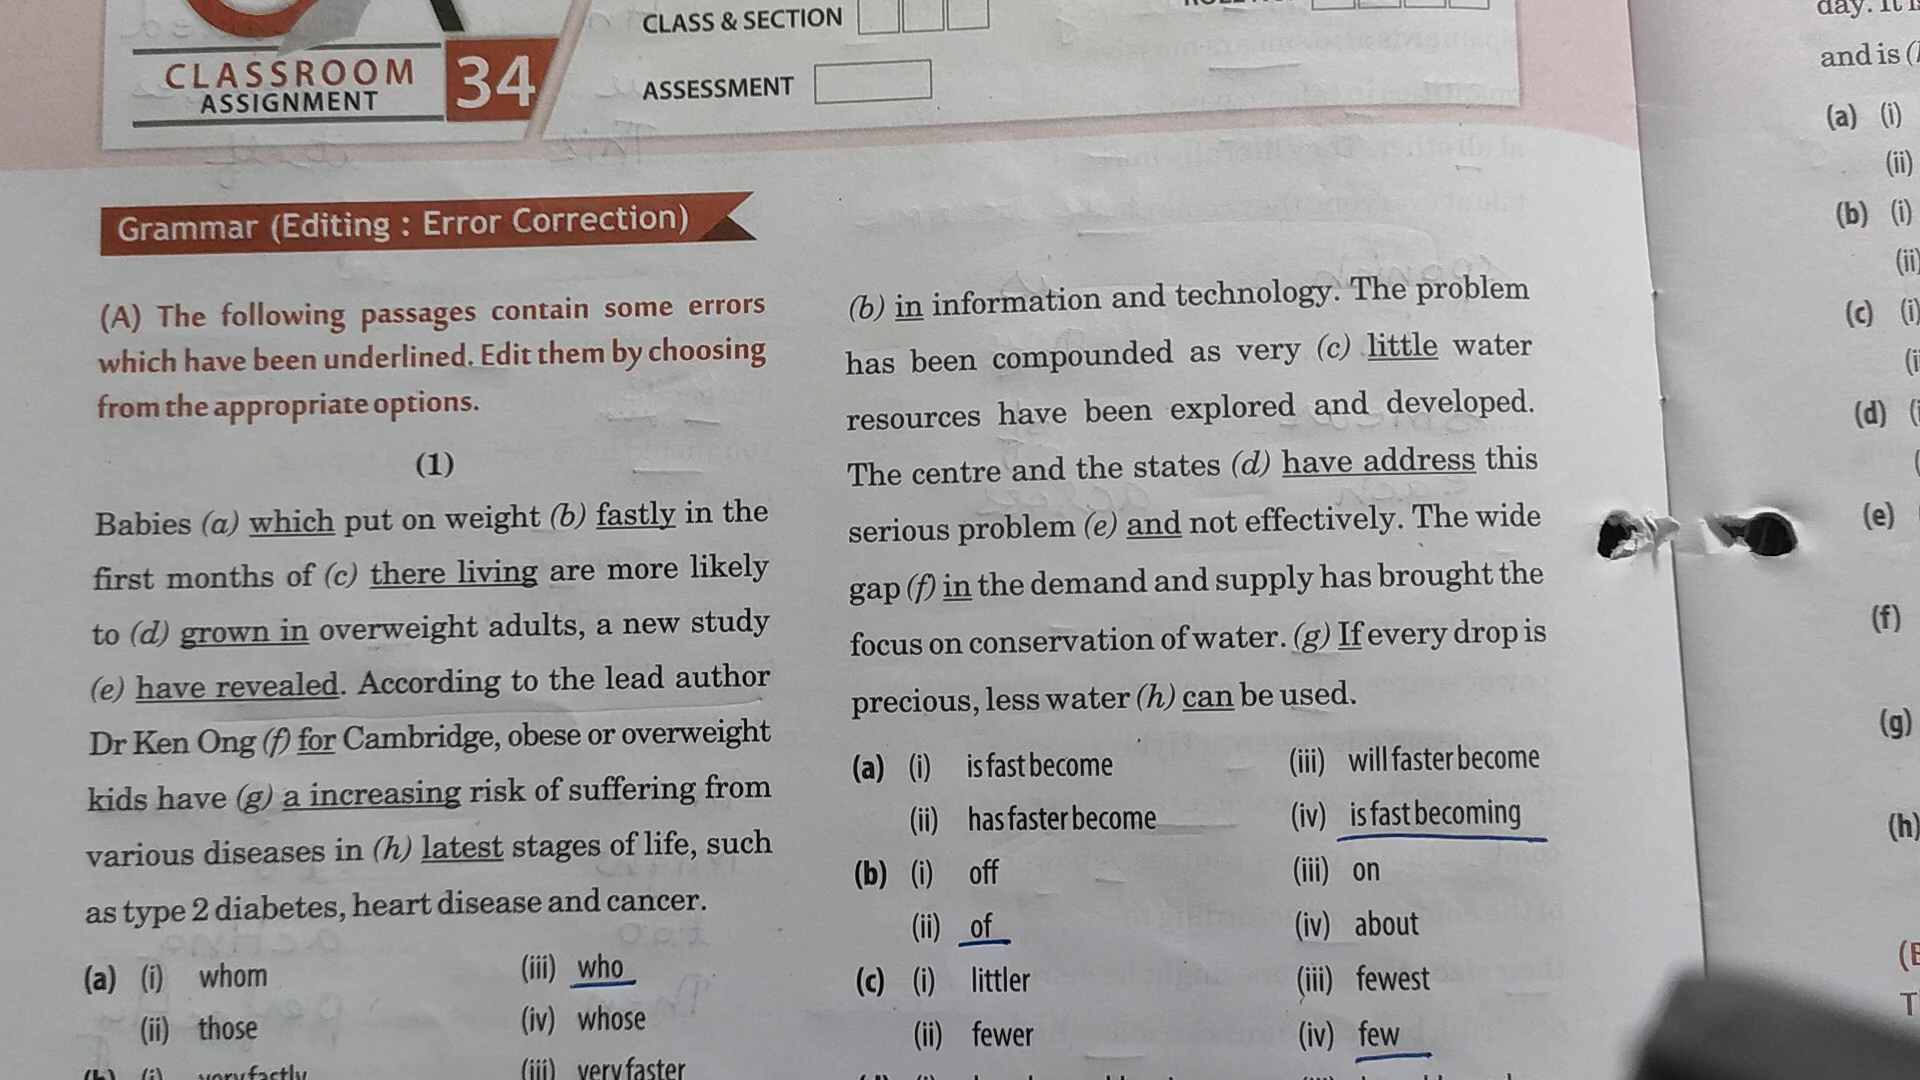 CLASS & SECTION
CLASSROOM
ASSIGNMENT
34
ASSESSMENT
Grammar (Editing : Error Correction)
(A) The following passages contain some errors
which have been underlined. Edit them by choosing
from the appropriate options.
(1)
Babies (a) which put on weight (b) fastly in the
first months of (c) there living are more likely
to (d) grown in overweight adults, a new study
(e) have revealed. According to the lead author
Dr Ken Ong (f) for Cambridge, obese or overweight
kids have (g) a increasing risk of suffering from
various diseases in (h) latest stages of life, such
as type 2 diabetes, heart disease and cancer.
(a) (i) whom (iii) who
(ii) those (iv) whose
(b) (i) very fastly (iii) very faster
(b) in information and technology. The problem
has been compounded as very (c) little water
resources have been explored and developed.
The centre and the states (d) have address this
serious problem (e) and not effectively. The wide
gap (f) in the demand and supply has brought the
focus on conservation of water. (g) If every drop is
precious, less water (h) can be used.
(a) (i) is fast become (iii) will faster become
(ii) has faster become (iv) is fast becoming
(b) (i) off (iii) on
(ii) of (iv) about
(c) (i) littler (iii) fewest
(ii) fewer (iv) few
day. It
and is
(a) (i)
(ii)
(b) (i)
(ii)
(c) (i)
(d)
(e)
(f)
(g)
(h)